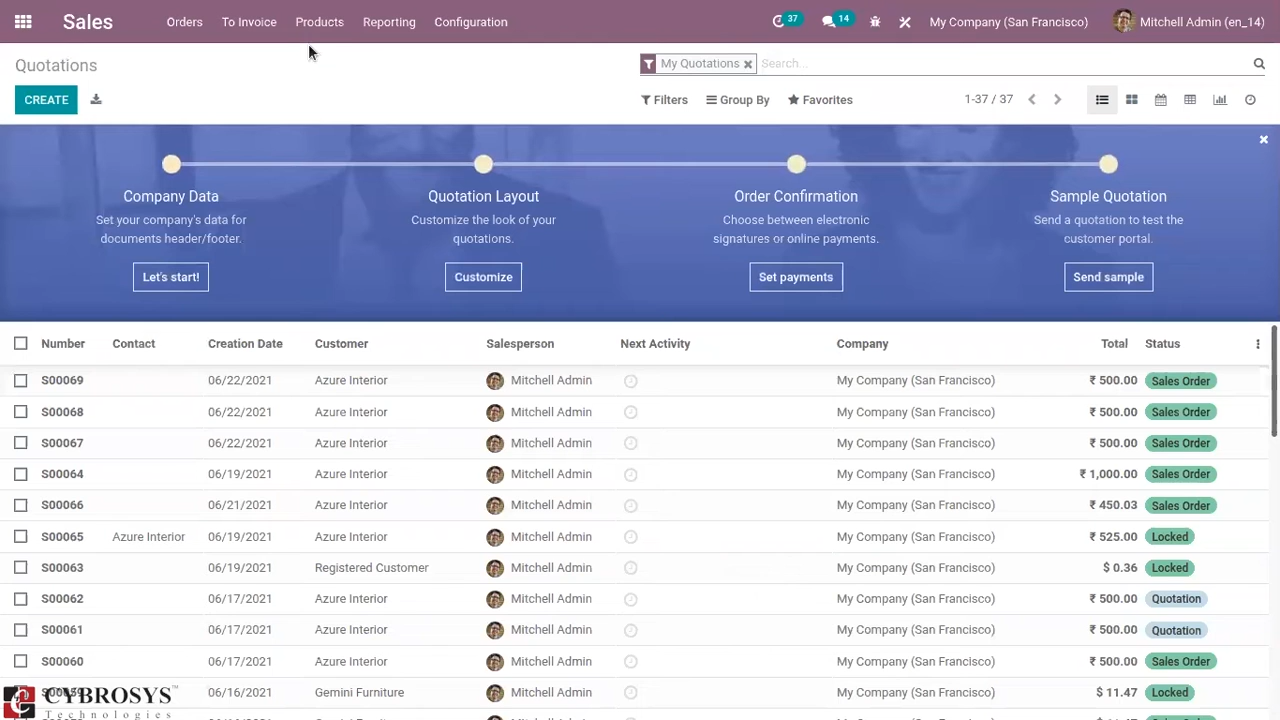 Sales Orders To Invoice Products Reporting Configuration 37 14 My Company (San Francisco) Mitchell Admin (en_14)
Quotations My Quotations Search...
CREATE Filters Group By Favorites 1-37 / 37
Company Data Quotation Layout Order Confirmation Sample Quotation
Set your company's data for Customize the look of your Choose between electronic Send a quotation to test the
documents header/footer. quotations. signatures or online payments. customer portal.
Let's start! Customize Set payments Send sample
Number Contact Creation Date Customer Salesperson Next Activity Company Total Status
S00069 06/22/2021 Azure Interior Mitchell Admin My Company (San Francisco) ₹ 500.00 Sales Order
S00068 06/22/2021 Azure Interior Mitchell Admin My Company (San Francisco) ₹ 500.00 Sales Order
S00067 06/22/2021 Azure Interior Mitchell Admin My Company (San Francisco) ₹ 500.00 Sales Order
S00064 06/19/2021 Azure Interior Mitchell Admin My Company (San Francisco) ₹ 1,000.00 Sales Order
S00066 06/21/2021 Azure Interior Mitchell Admin My Company (San Francisco) ₹ 450.03 Sales Order
S00065 Azure Interior 06/19/2021 Azure Interior Mitchell Admin My Company (San Francisco) ₹ 525.00 Locked
S00063 06/19/2021 Registered Customer Mitchell Admin My Company (San Francisco) $ 0.36 Locked
S00062 06/17/2021 Azure Interior Mitchell Admin My Company (San Francisco) ₹ 500.00 Quotation
S00061 06/17/2021 Azure Interior Mitchell Admin My Company (San Francisco) ₹ 500.00 Quotation
S00060 06/17/2021 Azure Interior Mitchell Admin My Company (San Francisco) ₹ 500.00 Sales Order
06/16/2021 Gemini Furniture Mitchell Admin My Company (San Francisco) $ 11.47 Locked
CYBROSYS™
Technologies